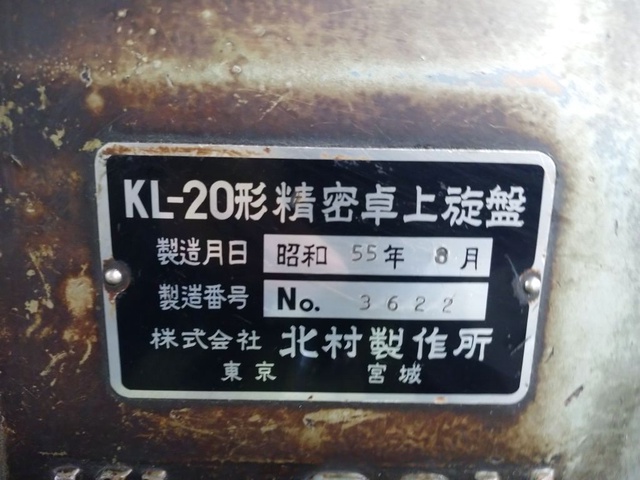 KL-20形精密卓上旋盤
製造月日 昭和 55年 8月
製造番号 No. 3622
株式会社 北村製作所
東京 宮城